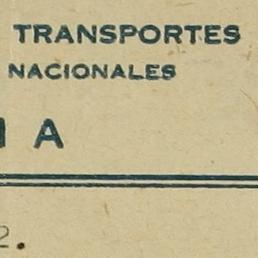 TRANSPORTES
NACIONALES
A
2.